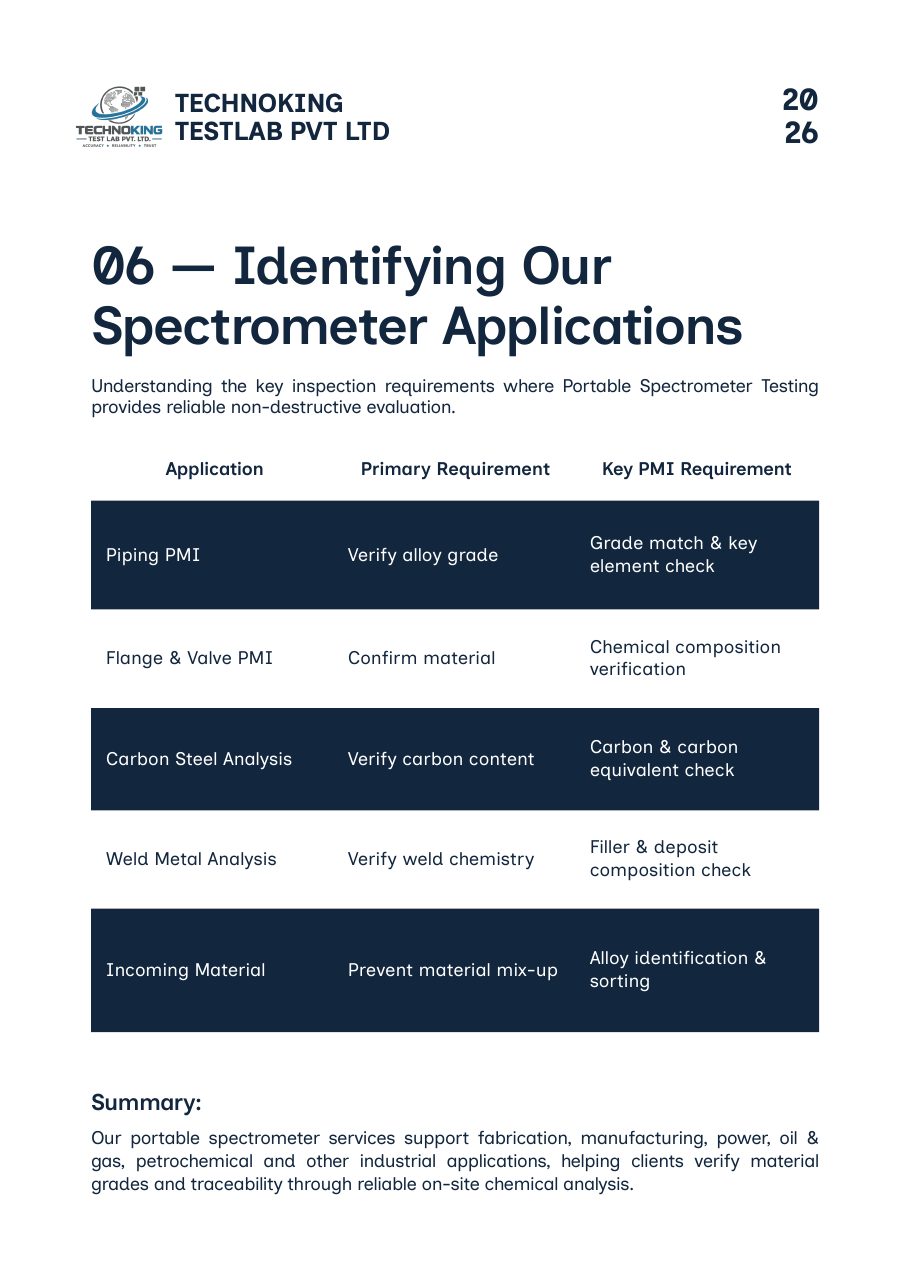 TECHNOKING
TEST LAB PVT. LTD.
ACCURACY • RELIABILITY • TRUST
TECHNOKING
TESTLAB PVT LTD
20
26
06 — Identifying Our
Spectrometer Applications
Understanding the key inspection requirements where Portable Spectrometer Testing
provides reliable non-destructive evaluation.
Application Primary Requirement Key PMI Requirement
Piping PMI Verify alloy grade Grade match & key
element check
Flange & Valve PMI Confirm material Chemical composition
verification
Carbon Steel Analysis Verify carbon content Carbon & carbon
equivalent check
Weld Metal Analysis Verify weld chemistry Filler & deposit
composition check
Incoming Material Prevent material mix-up Alloy identification &
sorting
Summary:
Our portable spectrometer services support fabrication, manufacturing, power, oil &
gas, petrochemical and other industrial applications, helping clients verify material
grades and traceability through reliable on-site chemical analysis.